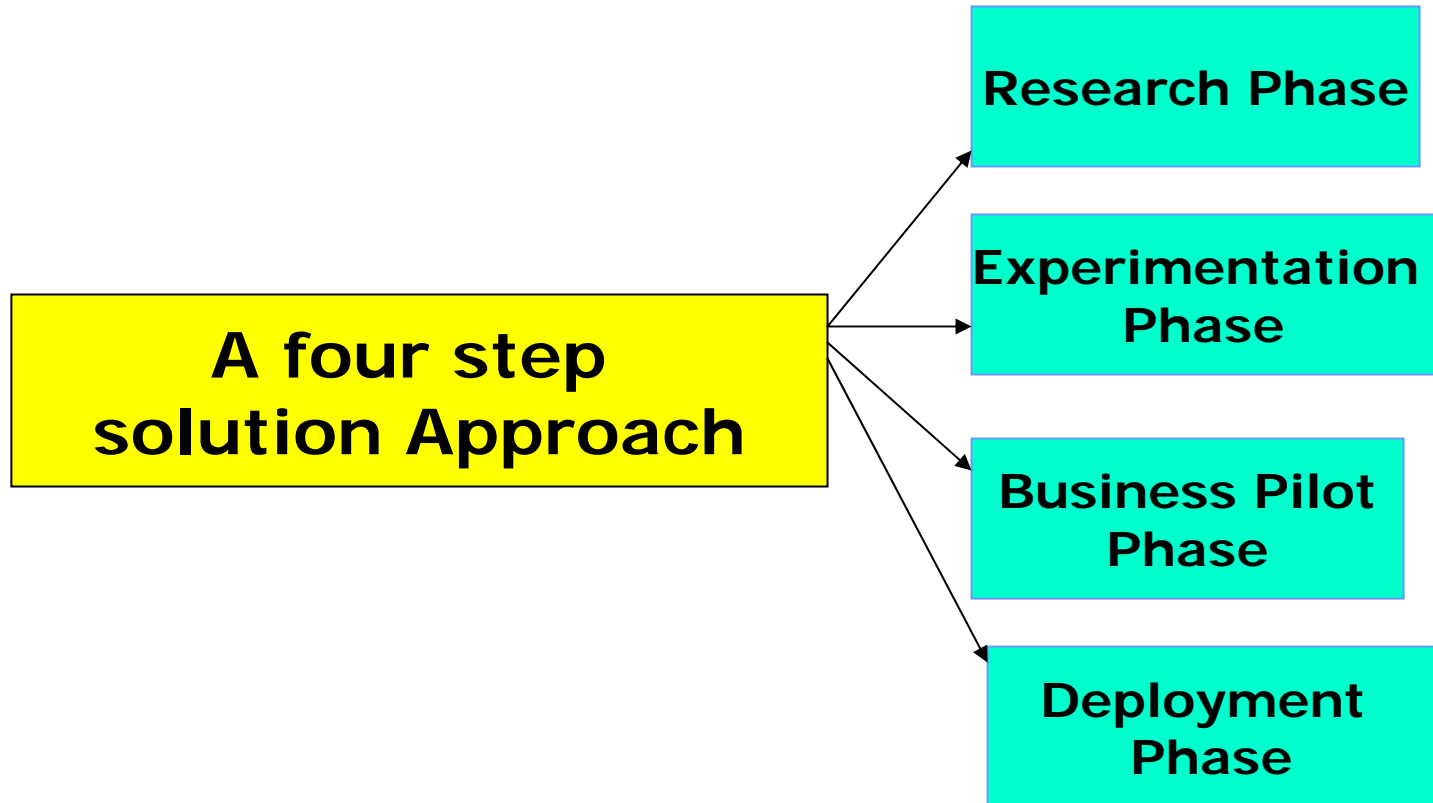 A four step
solution Approach
Research Phase
Experimentation
Phase
Business Pilot
Phase
Deployment
Phase